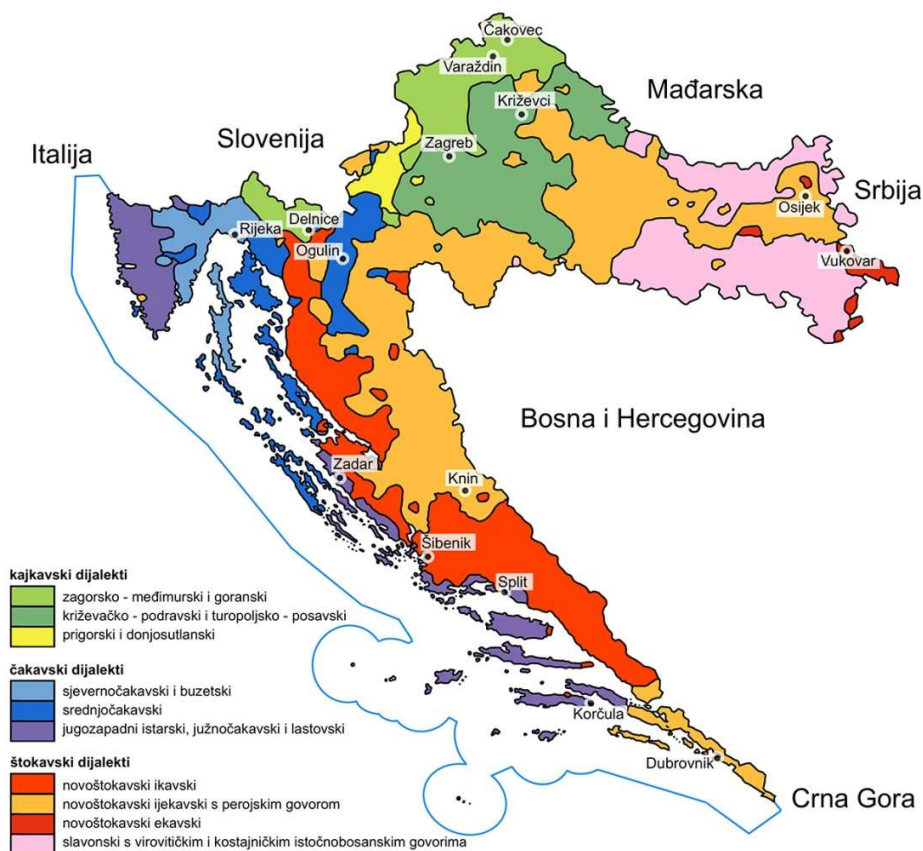 Čakovec
Varaždin
Mađarska
Križevci
Slovenija
Zagreb
Italija
Srbija
Osijek
Delnice
Rijeka
Ogulin
Vukovar
Bosna i Hercegovina
Zadar
Knin
Šibenik
Split
Korčula
Dubrovnik
Crna Gora
kajkavski dijalekti
zagorsko - međimurski i goranski
križevačko - podravski i turopoljsko - posavski
prigorski i donjosutlanski
čakavski dijalekti
sjevernočakavski i buzetski
srednjočakavski
jugozapadni istarski, južnočakavski i lastovski
štokavski dijalekti
novoštokavski ikavski
novoštokavski ijekavski s perojskim govorom
novoštokavski ekavski
slavonski s virovitičkim i kostajničkim istočnobosanskim govorima